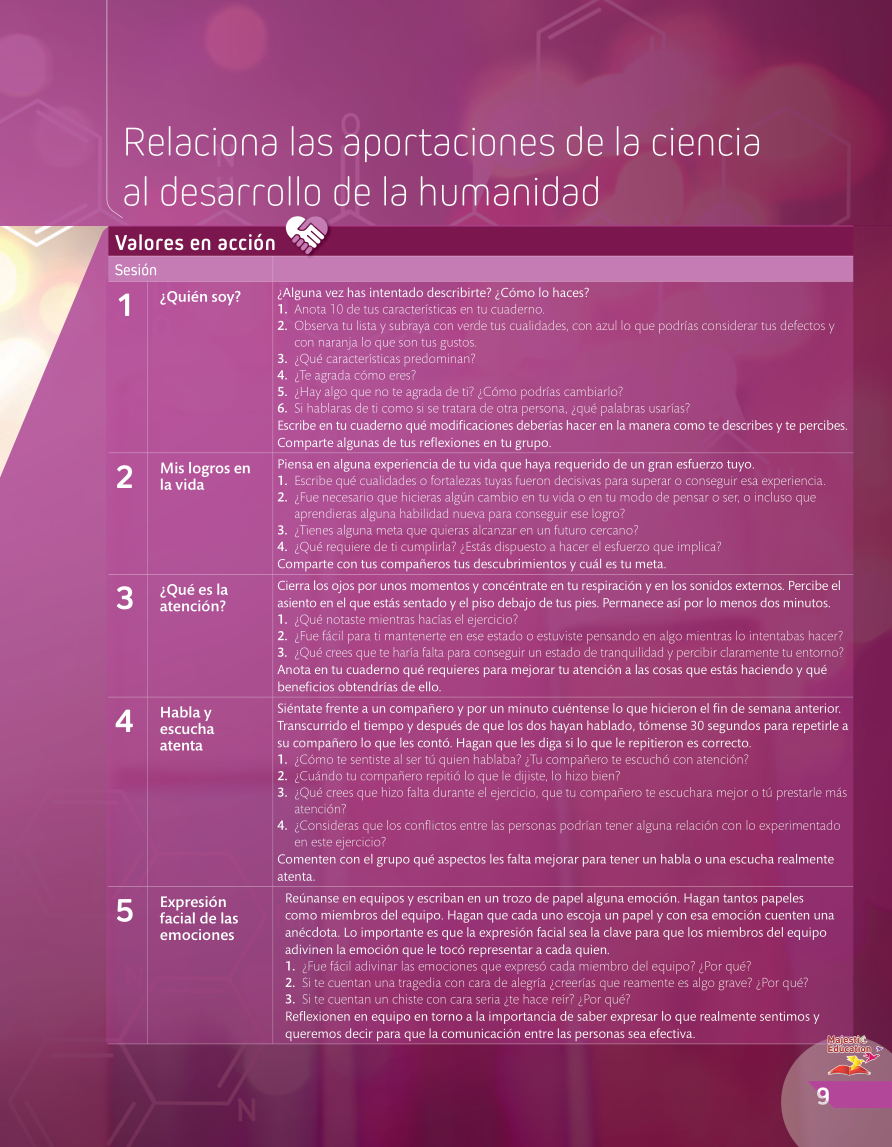 Relaciona las aportaciones de la ciencia
al desarrollo de la humanidad
Valores en acción
Sesión
1
¿Quién soy?
¿Alguna vez has intentado describirte? ¿Cómo lo haces?
1. Anota 10 de tus características en tu cuaderno.
2. Observa tu lista y subraya con verde tus cualidades, con azul lo que podrías considerar tus defectos y
con naranja lo que son tus gustos.
3. ¿Qué características predominan?
4. ¿Te agrada cómo eres?
5. ¿Hay algo que no te agrada de ti? ¿Cómo podrías cambiarlo?
6. Si hablaras de ti como si se tratara de otra persona, ¿qué palabras usarías?
Escribe en tu cuaderno qué modificaciones deberías hacer en la manera como te describes y te percibes.
Comparte algunas de tus reflexiones en tu grupo.
2
Mis logros en
la vida
Piensa en alguna experiencia de tu vida que haya requerido de un gran esfuerzo tuyo.
1. Escribe qué cualidades o fortalezas tuyas fueron decisivas para superar o conseguir esa experiencia.
2. ¿Fue necesario que hicieras algún cambio en tu vida o en tu modo de pensar o ser, o incluso que
aprendieras alguna habilidad nueva para conseguir ese logro?
3. ¿Tienes alguna meta que quieras alcanzar en un futuro cercano?
4. ¿Qué requiere de ti cumplirla? ¿Estás dispuesto a hacer el esfuerzo que implica?
Comparte con tus compañeros tus descubrimientos y cuál es tu meta.
3
¿Qué es la
atención?
Cierra los ojos por unos momentos y concéntrate en tu respiración y en los sonidos externos. Percibe el
asiento en el que estás sentado y el piso debajo de tus pies. Permanece así por lo menos dos minutos.
1. ¿Qué notaste mientras hacías el ejercicio?
2. ¿Fue fácil para ti mantenerte en ese estado o estuviste pensando en algo mientras lo intentabas hacer?
3. ¿Qué crees que te haría falta para conseguir un estado de tranquilidad y percibir claramente tu entorno?
Anota en tu cuaderno qué requieres para mejorar tu atención a las cosas que estás haciendo y qué
beneficios obtendrías de ello.
4
Habla y
escucha
atenta
Siéntate frente a un compañero y por un minuto cuéntense lo que hicieron el fin de semana anterior.
Transcurrido el tiempo y después de que los dos hayan hablado, tómense 30 segundos para repetirle a
su compañero lo que les contó. Hagan que les diga si lo que le repitieron es correcto.
1. ¿Cómo te sentiste al ser tú quien hablaba? ¿Tu compañero te escuchó con atención?
2. ¿Cuándo tu compañero repitió lo que le dijiste, lo hizo bien?
3. ¿Qué crees que hizo falta durante el ejercicio, que tu compañero te escuchara mejor o tú prestarle más
atención?
4. ¿Consideras que los conflictos entre las personas podrían tener alguna relación con lo experimentado
en este ejercicio?
Comenten con el grupo qué aspectos les falta mejorar para tener un habla o una escucha realmente
atenta.
5
Expresión
facial de las
emociones
Reúnanse en equipos y escriban en un trozo de papel alguna emoción. Hagan tantos papeles
como miembros del equipo. Hagan que cada uno escoja un papel y con esa emoción cuenten una
anécdota. Lo importante es que la expresión facial sea la clave para que los miembros del equipo
adivinen la emoción que le tocó representar a cada quien.
1. ¿Fue fácil adivinar las emociones que expresó cada miembro del equipo? ¿Por qué?
2. Si te cuentan una tragedia con cara de alegría ¿creerías que reamente es algo grave? ¿Por qué?
3. Si te cuentan un chiste con cara seria ¿te hace reír? ¿Por qué?
Reflexionen en equipo en torno a la importancia de saber expresar lo que realmente sentimos y
queremos decir para que la comunicación entre las personas sea efectiva.
Majestic
Education
9
N